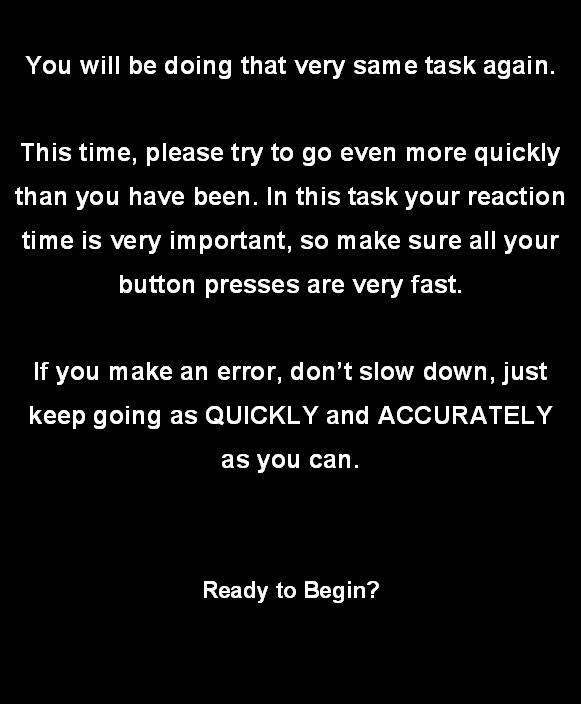 You will be doing that very same task again.
This time, please try to go even more quickly
than you have been. In this task your reaction
time is very important, so make sure all your
button presses are very fast.
If you make an error, don’t slow down, just
keep going as QUICKLY and ACCURATELY
as you can.
Ready to Begin?